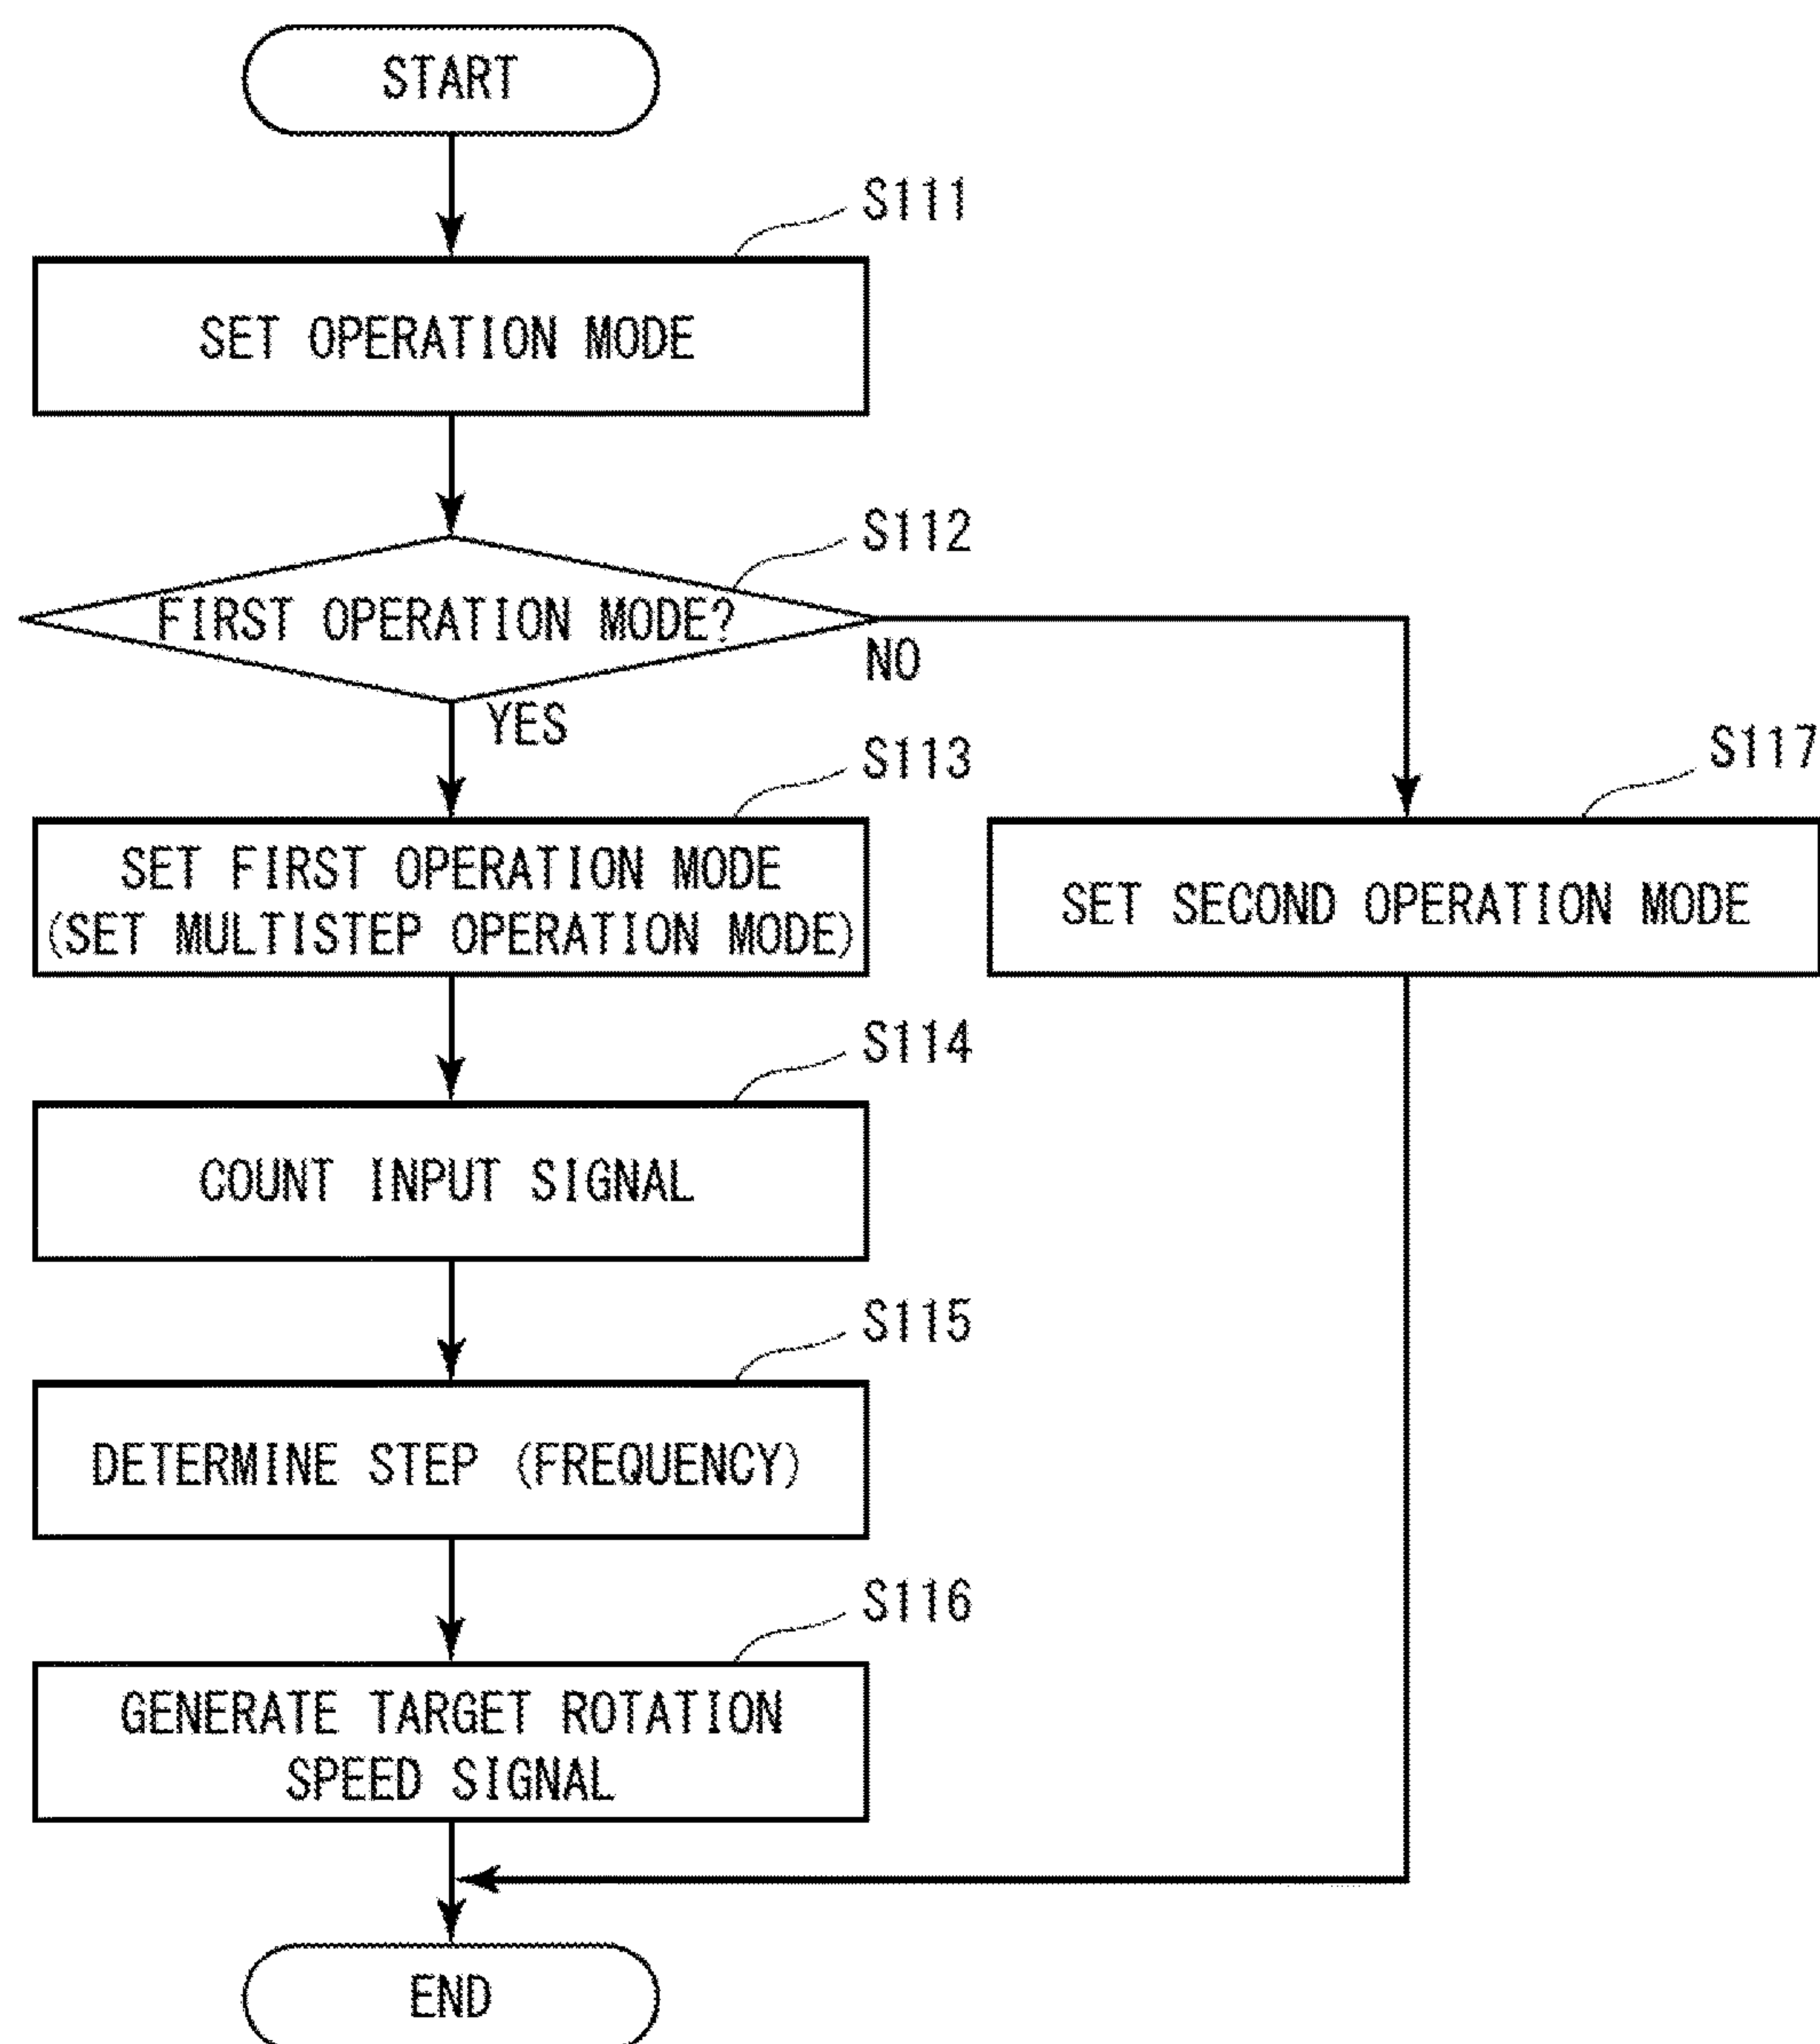 START
S111
SET OPERATION MODE
S112
FIRST OPERATION MODE?
NO
YES
S113
SET FIRST OPERATION MODE
(SET MULTISTEP OPERATION MODE)
S117
SET SECOND OPERATION MODE
S114
COUNT INPUT SIGNAL
S115
DETERMINE STEP (FREQUENCY)
S116
GENERATE TARGET ROTATION
SPEED SIGNAL
END